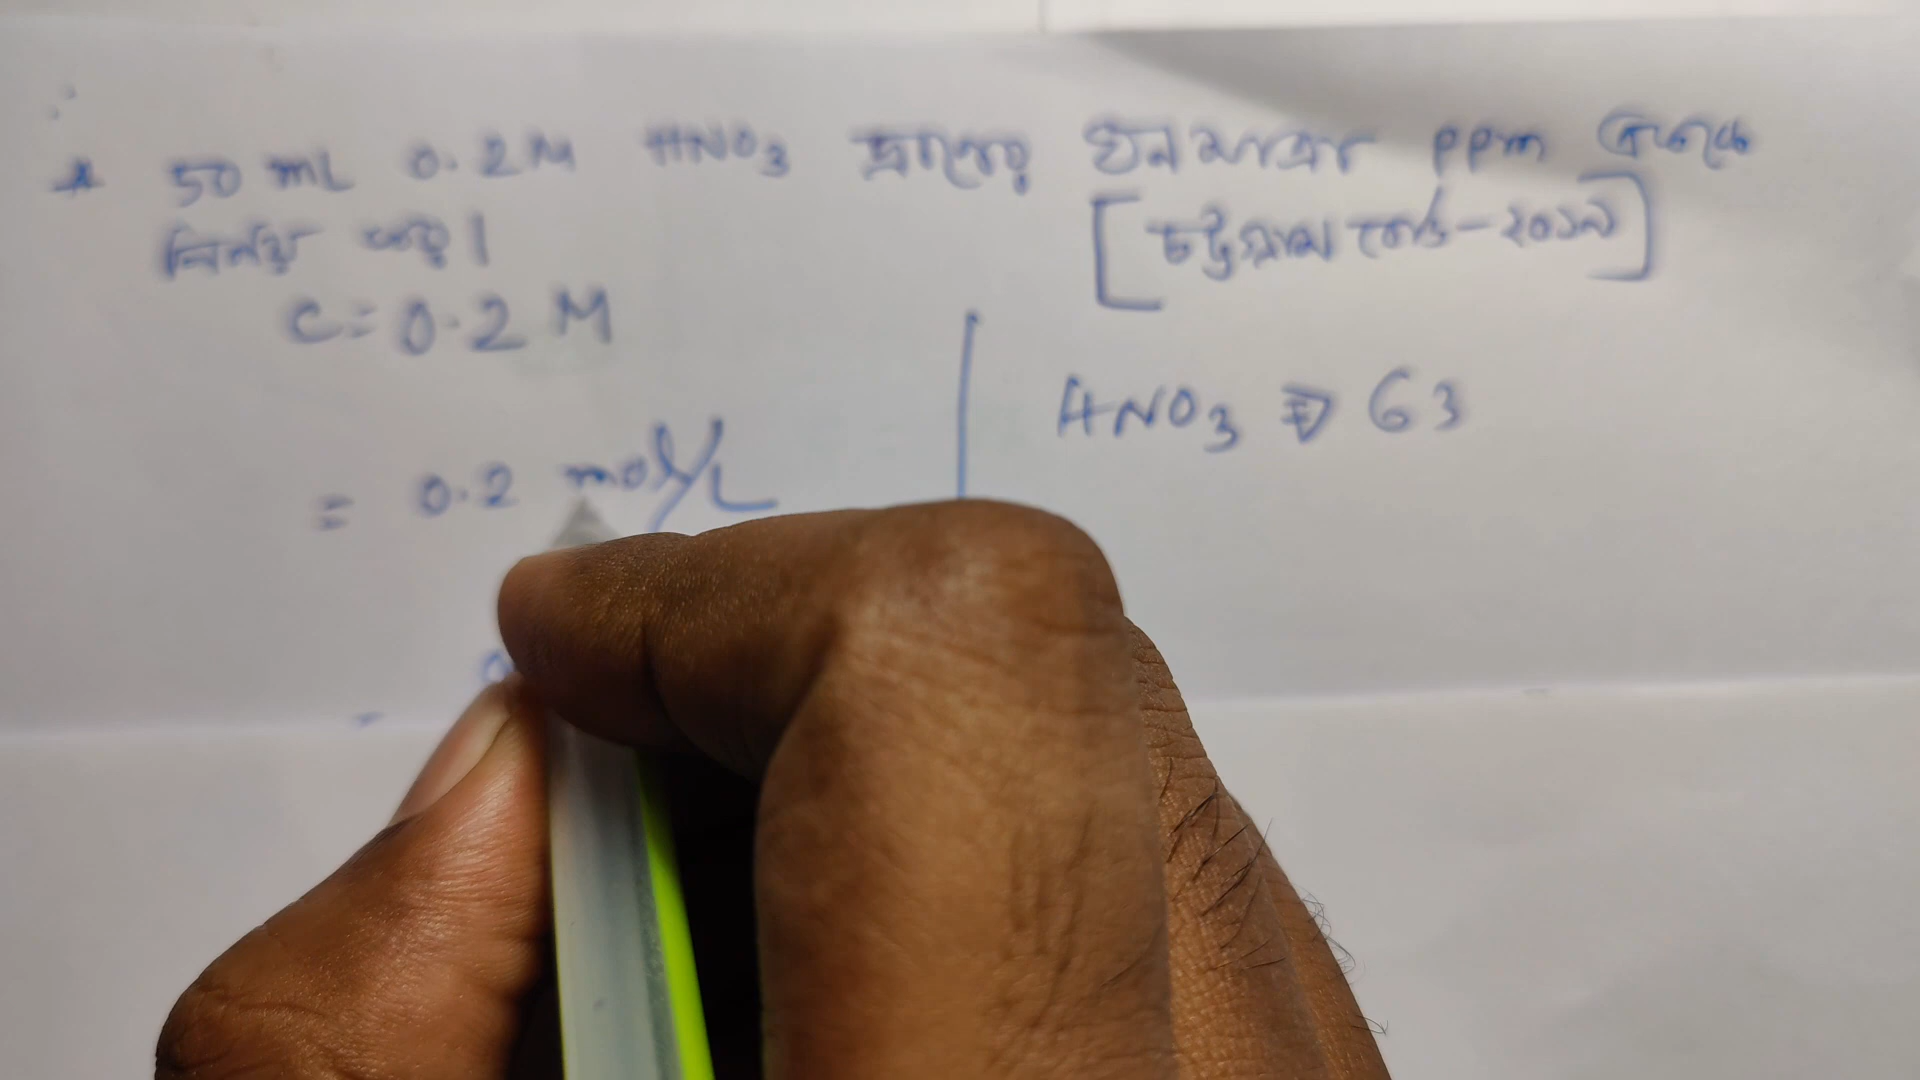 * 50 mL 0.2 M HNO3 দ্রবণের ঘনমাত্রা ppm এককে
নির্ণয় কর।
[চট্টগ্রাম বোর্ড-২০১৯]
C = 0.2 M
= 0.2 mol/L
HNO3 ⇒ 63